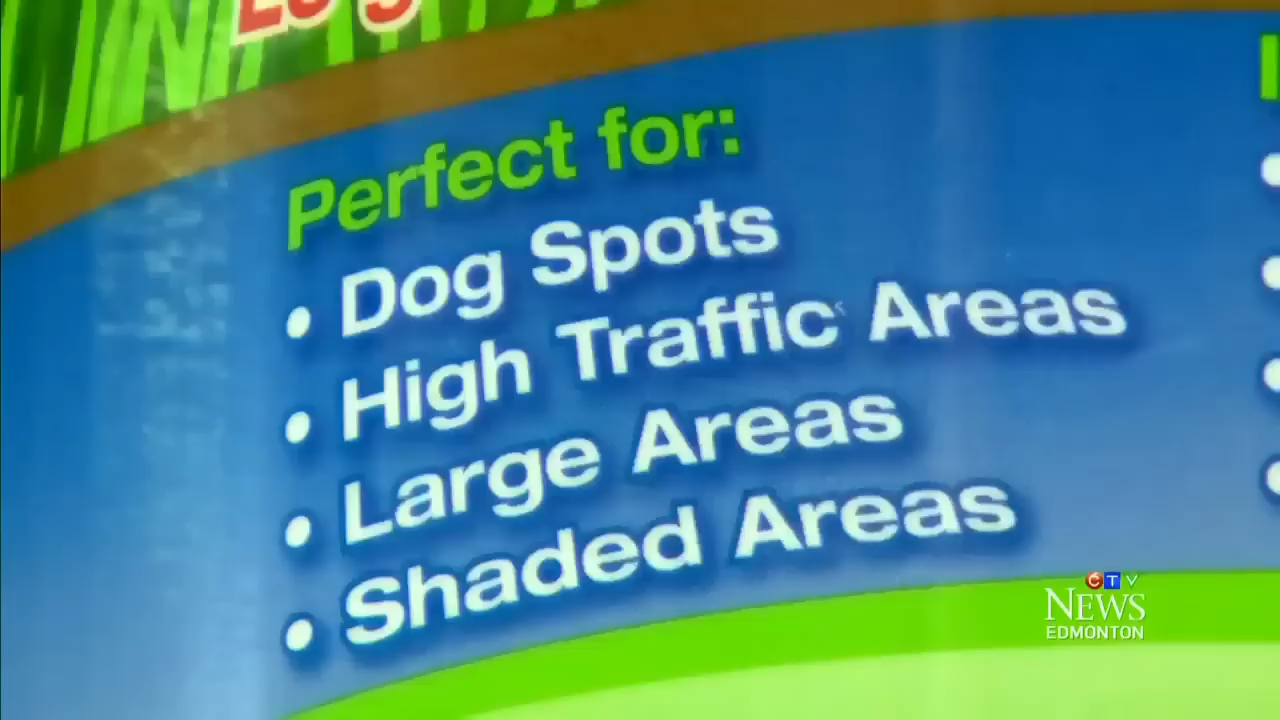 Perfect for:
• Dog Spots
• High Traffic Areas
• Large Areas
• Shaded Areas
CTV
NEWS
EDMONTON